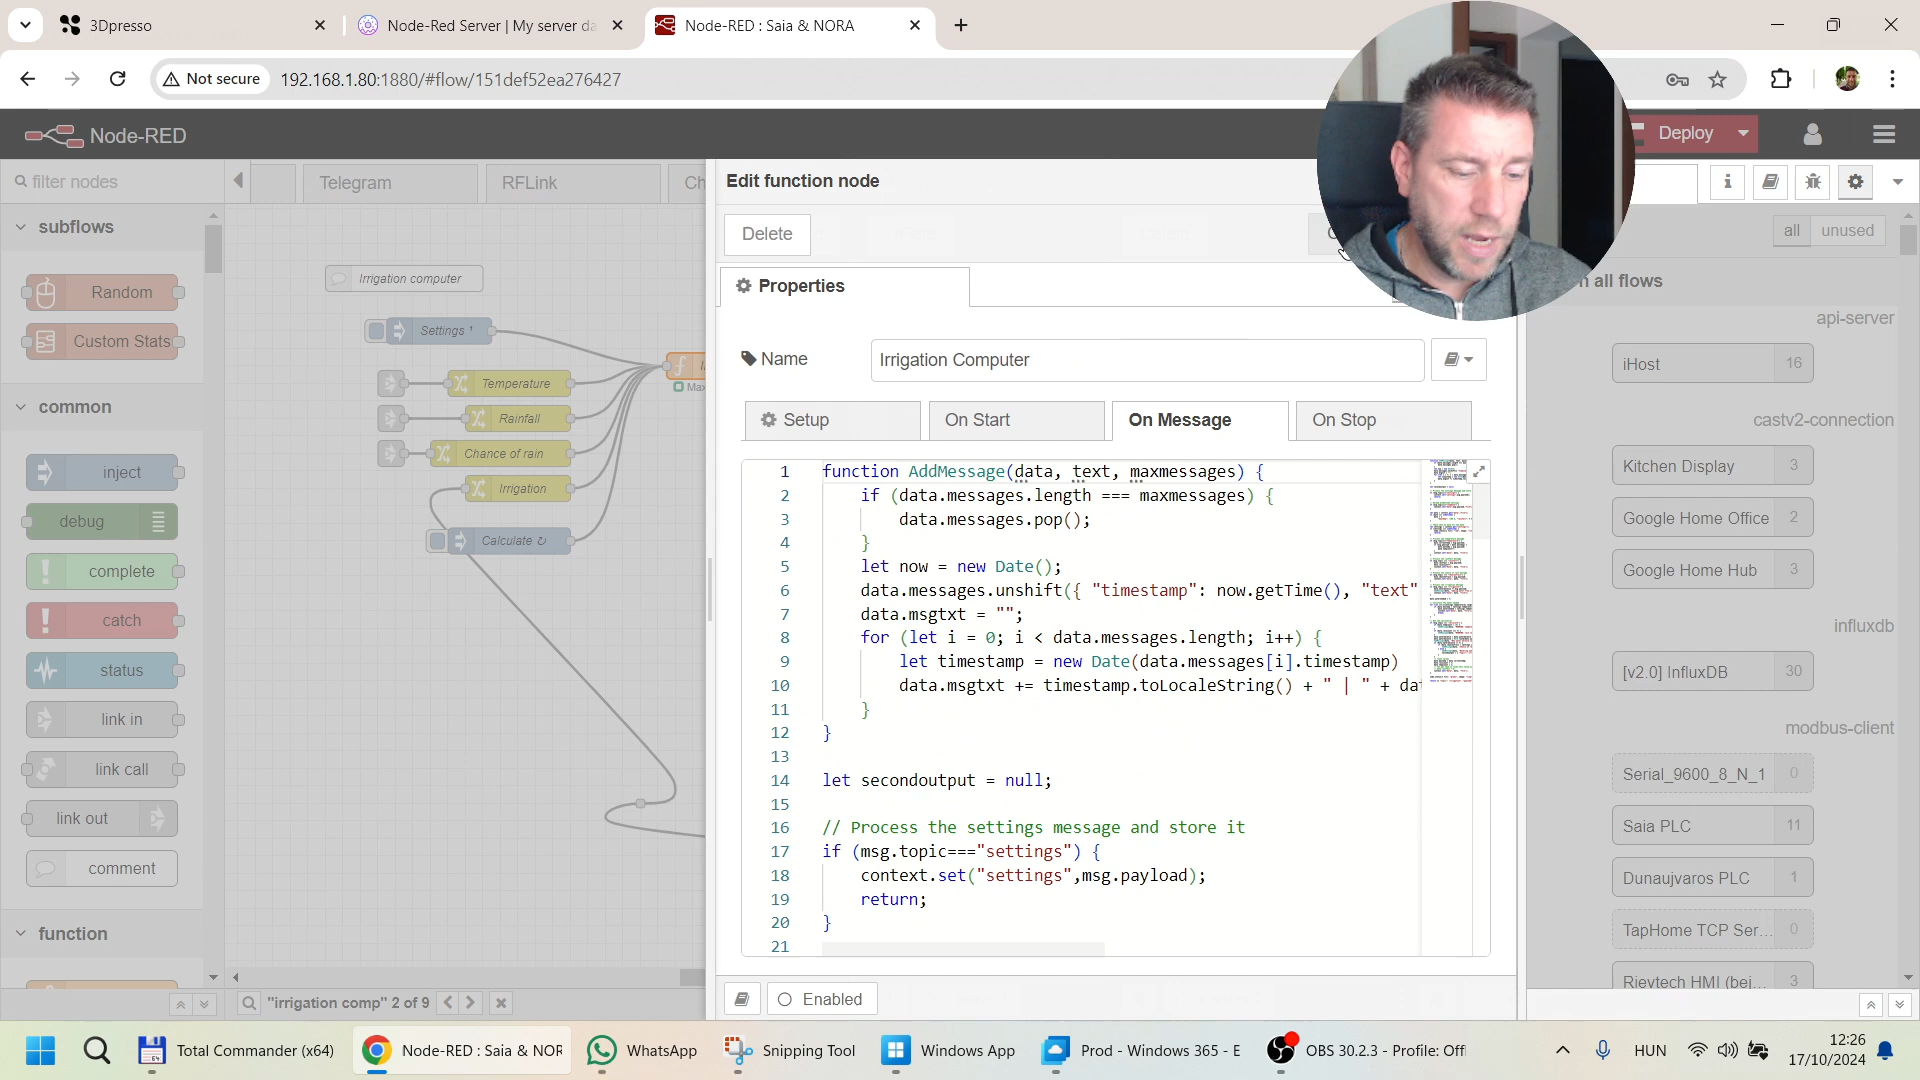 3Dpresso
Node-Red Server | My server da
Node-RED : Saia & NORA
Not secure
192.168.1.80:1880/#flow/151def52ea276427
Node-RED
Deploy
filter nodes
Telegram
RFLink
Ch
Edit function node
Delete
all
unused
subflows
Random
Custom Stats
common
inject
debug
complete
catch
status
link in
link call
link out
comment
function
Irrigation computer
Settings ¹
Temperature
Rainfall
Chance of rain
Irrigation
Calculate ↻
Properties
Name
Irrigation Computer
Setup
On Start
On Message
On Stop
1 function AddMessage(data, text, maxmessages) {
2 if (data.messages.length === maxmessages) {
3 data.messages.pop();
4 }
5 let now = new Date();
6 data.messages.unshift({ "timestamp": now.getTime(), "text"
7 data.msgtxt = "";
8 for (let i = 0; i < data.messages.length; i++) {
9 let timestamp = new Date(data.messages[i].timestamp)
10 data.msgtxt += timestamp.toLocaleString() + " | " + dat
11 }
12 }
13
14 let secondoutput = null;
15
16 // Process the settings message and store it
17 if (msg.topic==="settings") {
18 context.set("settings",msg.payload);
19 return;
20 }
21
Enabled
n all flows
api-server
iHost 16
castv2-connection
Kitchen Display 3
Google Home Office 2
Google Home Hub 3
influxdb
[v2.0] InfluxDB 30
modbus-client
Serial_9600_8_N_1 0
Saia PLC 11
Dunaujvaros PLC 1
TapHome TCP Ser... 0
Rievtech HMI (bej... 3
"irrigation comp" 2 of 9
Total Commander (x64)
Node-RED : Saia & NOR
WhatsApp
Snipping Tool
Windows App
Prod - Windows 365 - E
OBS 30.2.3 - Profile: Off
HUN
12:26
17/10/2024